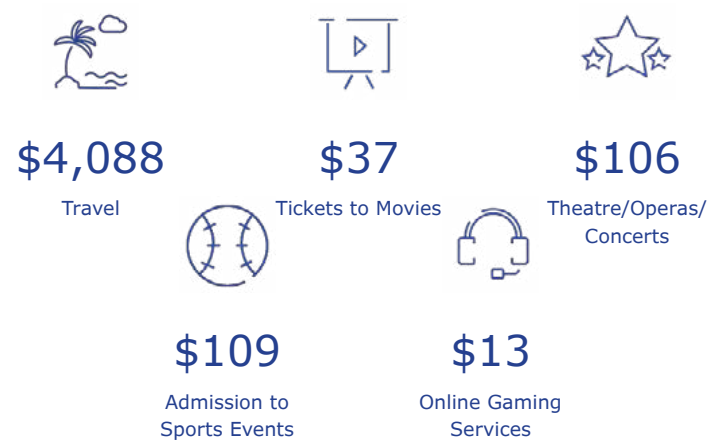 $4,088
Travel
$37
Tickets to Movies
$106
Theatre/Operas/
Concerts
$109
Admission to
Sports Events
$13
Online Gaming
Services